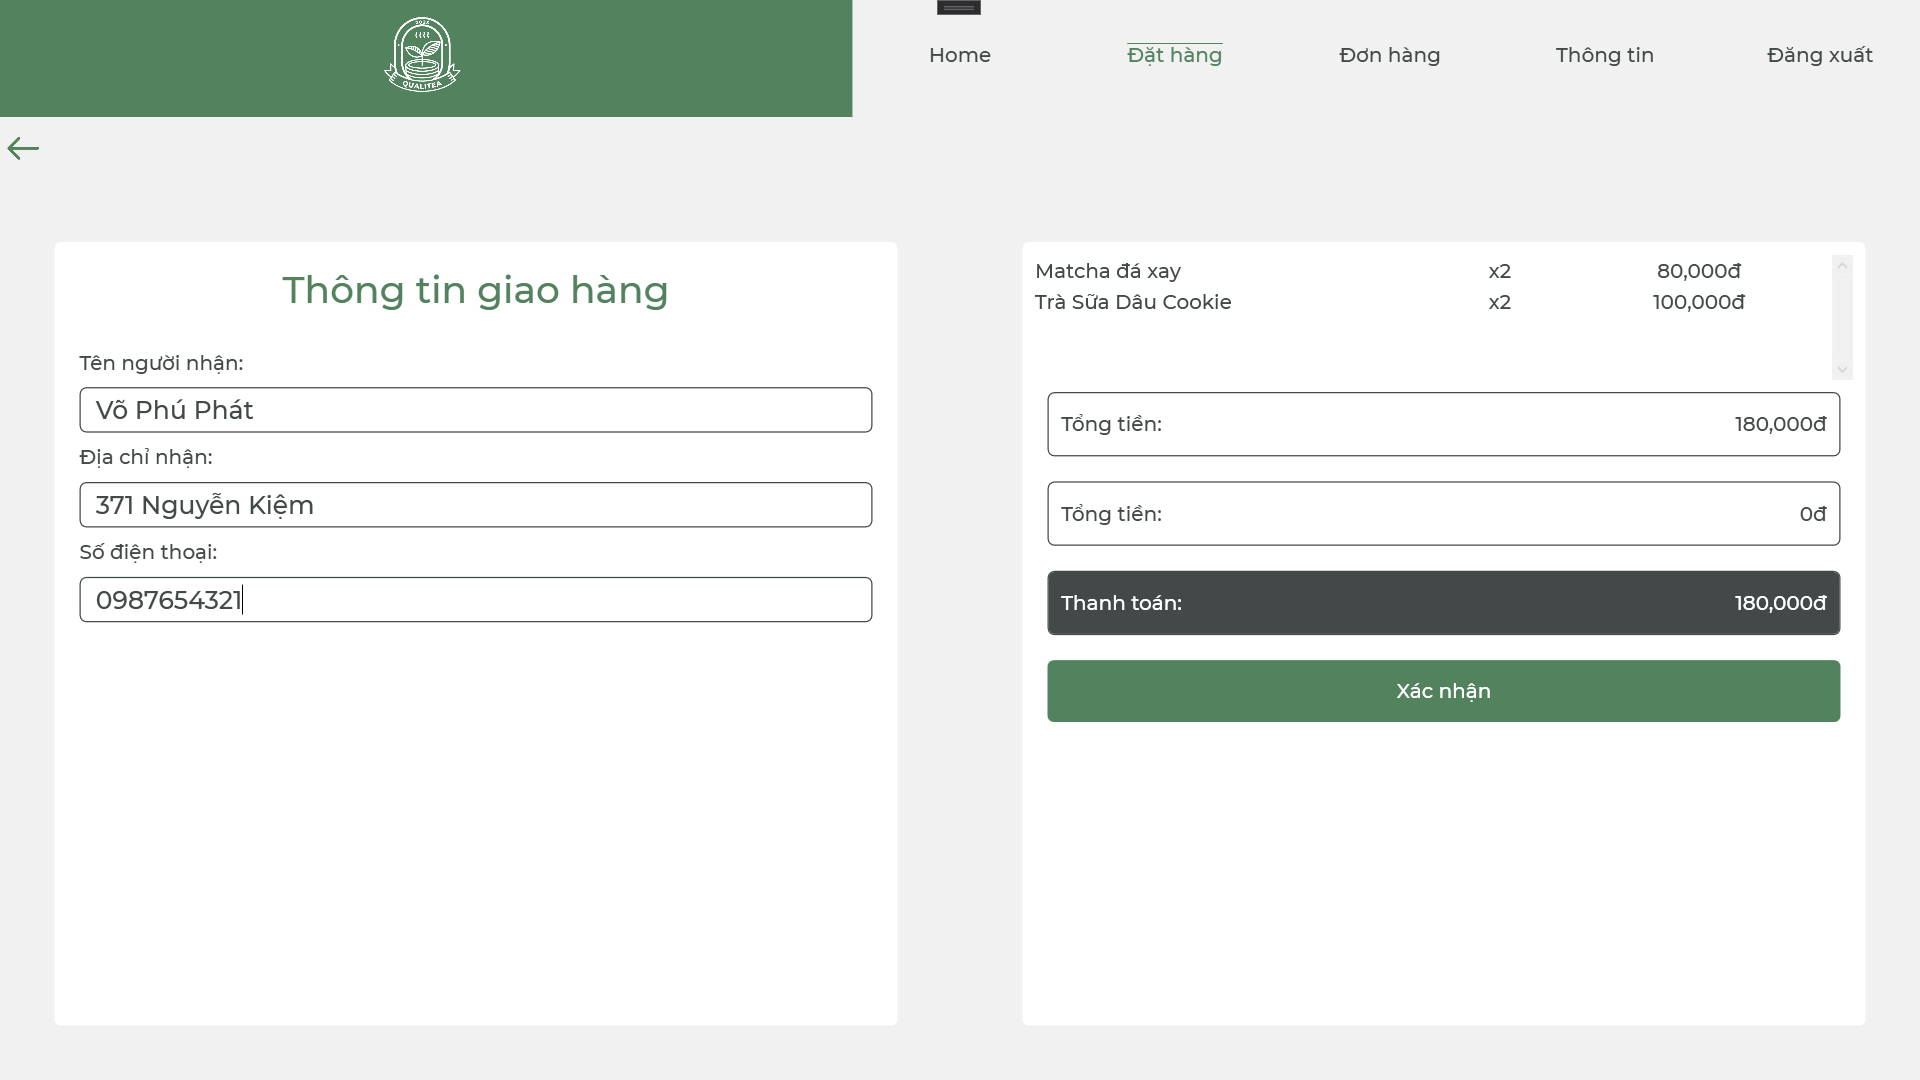 2024
QUALITEA
Home
Đặt hàng
Đơn hàng
Thông tin
Đăng xuất
Thông tin giao hàng
Tên người nhận:
Võ Phú Phát
Địa chỉ nhận:
371 Nguyễn Kiệm
Số điện thoại:
0987654321
Matcha đá xay x2 80,000đ
Trà Sữa Dâu Cookie x2 100,000đ
Tổng tiền: 180,000đ
Tổng tiền: 0đ
Thanh toán: 180,000đ
Xác nhận